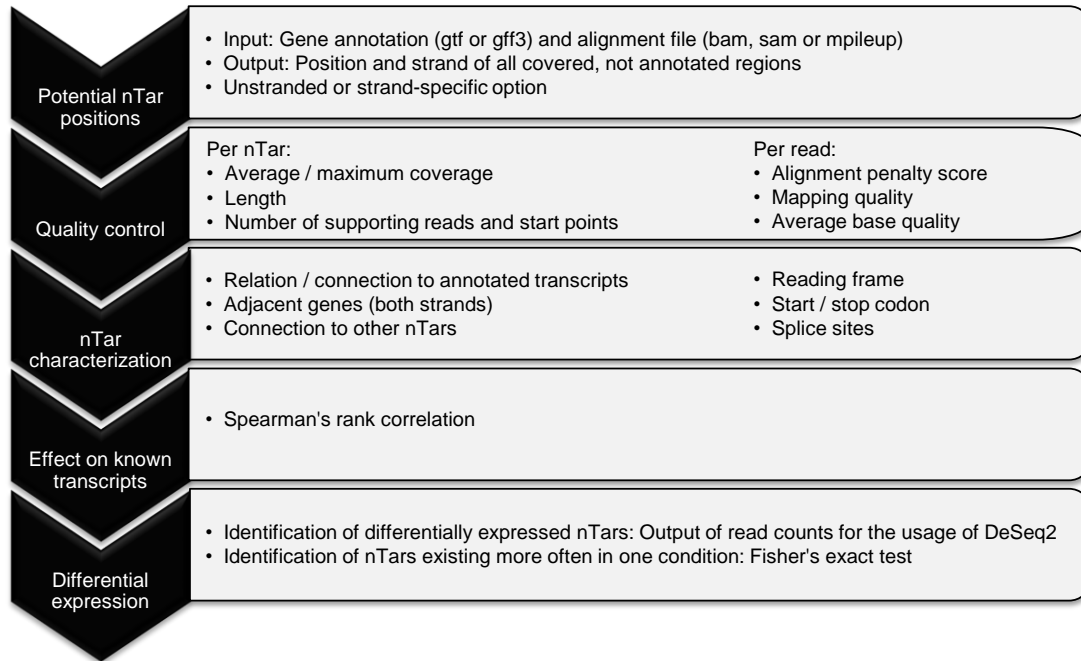 Potential nTar
positions
• Input: Gene annotation (gtf or gff3) and alignment file (bam, sam or mpileup)
• Output: Position and strand of all covered, not annotated regions
• Unstranded or strand-specific option
Quality control
Per nTar:
• Average / maximum coverage
• Length
• Number of supporting reads and start points
Per read:
• Alignment penalty score
• Mapping quality
• Average base quality
nTar
characterization
• Relation / connection to annotated transcripts
• Adjacent genes (both strands)
• Connection to other nTars
• Reading frame
• Start / stop codon
• Splice sites
Effect on known
transcripts
• Spearman's rank correlation
Differential
expression
• Identification of differentially expressed nTars: Output of read counts for the usage of DeSeq2
• Identification of nTars existing more often in one condition: Fisher's exact test